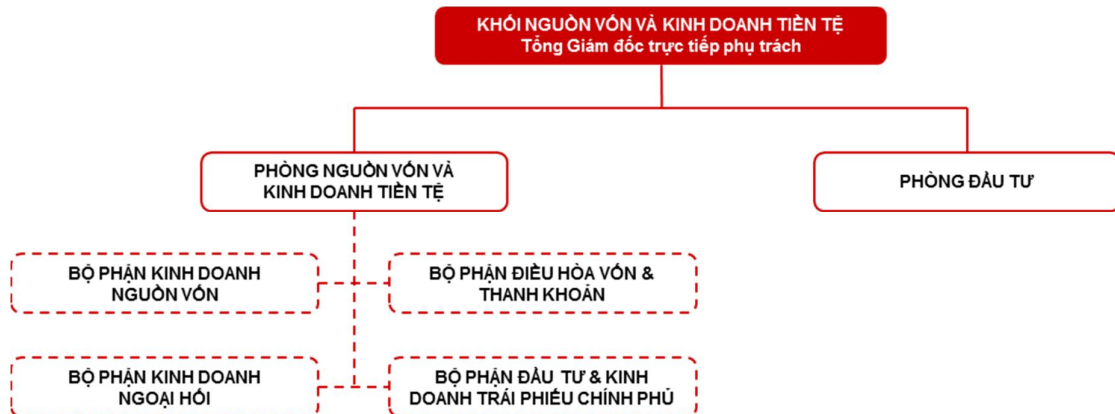 KHỐI NGUỒN VỐN VÀ KINH DOANH TIỀN TỆ
Tổng Giám đốc trực tiếp phụ trách
PHÒNG NGUỒN VỐN VÀ
KINH DOANH TIỀN TỆ
PHÒNG ĐẦU TƯ
BỘ PHẬN KINH DOANH
NGUỒN VỐN
BỘ PHẬN ĐIỀU HÒA VỐN &
THANH KHOẢN
BỘ PHẬN KINH DOANH
NGOẠI HỐI
BỘ PHẬN ĐẦU TƯ & KINH
DOANH TRÁI PHIẾU CHÍNH PHỦ